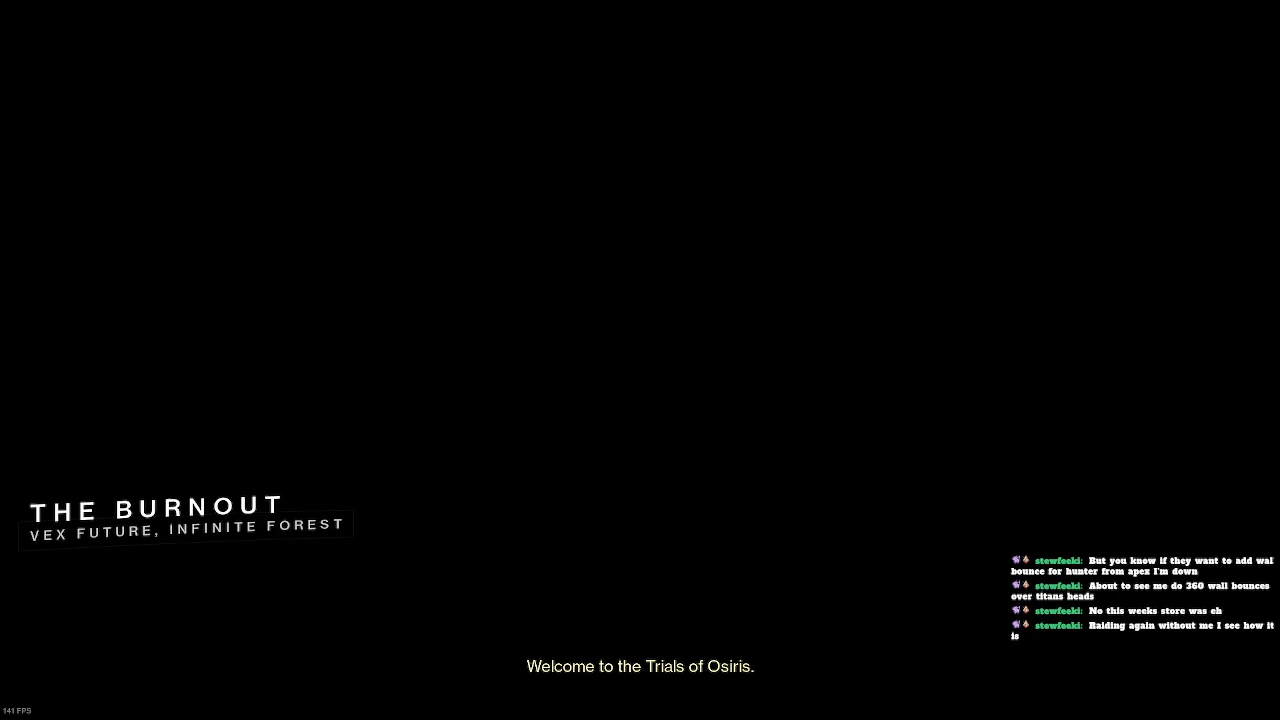 THE BURNOUT
VEX FUTURE, INFINITE FOREST
stewfeeki: But you know if they want to add wal
bounce for hunter from apex I'm down
stewfeeki: About to see me do 360 wall bounces
over titans heads
stewfeeki: No this weeks store was eh
stewfeeki: Raiding again without me I see how it
is
Welcome to the Trials of Osiris.
141 FPS